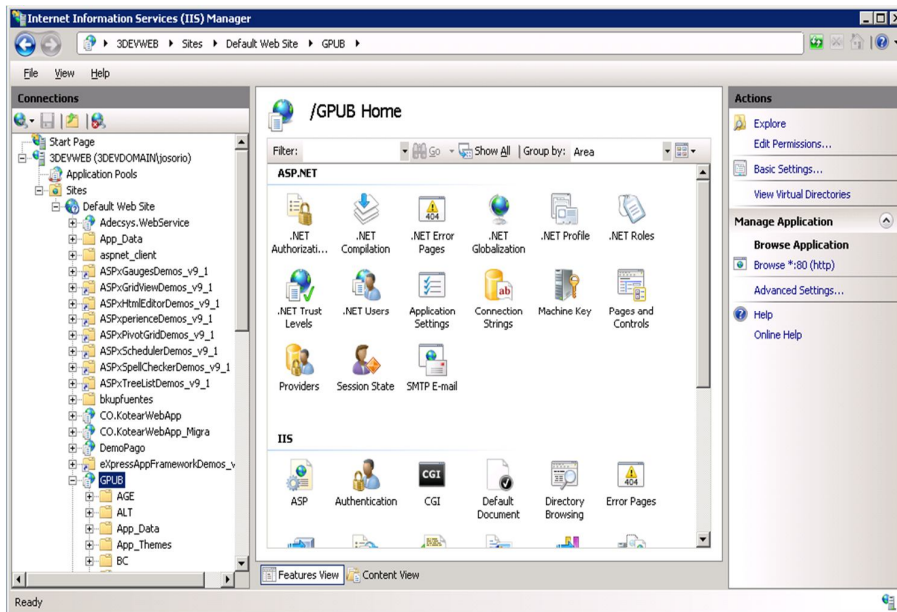 Internet Information Services (IIS) Manager
3DEVWEB Sites Default Web Site GPUB
File View Help
Connections
Start Page
3DEVWEB (3DEVDOMAIN\josorio)
Application Pools
Sites
Default Web Site
Adecsys.WebService
App_Data
aspnet_client
ASPxGaugesDemos_v9_1
ASPxGridViewDemos_v9_1
ASPxHtmlEditorDemos_v9_1
ASPxperienceDemos_v9_1
ASPxPivotGridDemos_v9_1
ASPxSchedulerDemos_v9_1
ASPxSpellCheckerDemos_v9_1
ASPxTreeListDemos_v9_1
bkupfuentes
CO.KotearWebApp
CO.KotearWebApp_Migra
DemoPago
eXpressAppFrameworkDemos_v
GPUB
AGE
ALT
App_Data
App_Themes
BC
/GPUB Home
Filter: Go Show All Group by: Area
ASP.NET
.NET Authorizati...
.NET Compilation
.NET Error Pages
.NET Globalization
.NET Profile
.NET Roles
.NET Trust Levels
.NET Users
Application Settings
Connection Strings
Machine Key
Pages and Controls
Providers
Session State
SMTP E-mail
IIS
ASP
Authentication
CGI
Default Document
Directory Browsing
Error Pages
Features View Content View
Actions
Explore
Edit Permissions...
Basic Settings...
View Virtual Directories
Manage Application
Browse Application
Browse *:80 (http)
Advanced Settings...
Help
Online Help
Ready